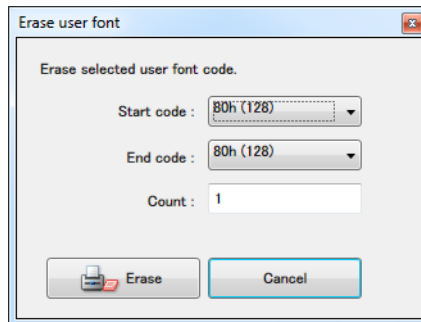 Erase user font
Erase selected user font code.
Start code : 80h (128)
End code : 80h (128)
Count : 1
Erase Cancel